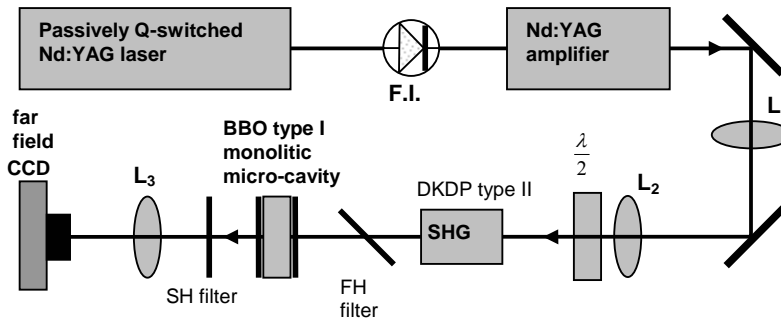 Passively Q-switched
Nd:YAG laser
F.I.
Nd:YAG
amplifier
L
far
field
CCD
L₃
BBO type I
monolitic
micro-cavity
DKDP type II
SHG
λ/2
L₂
SH filter
FH
filter